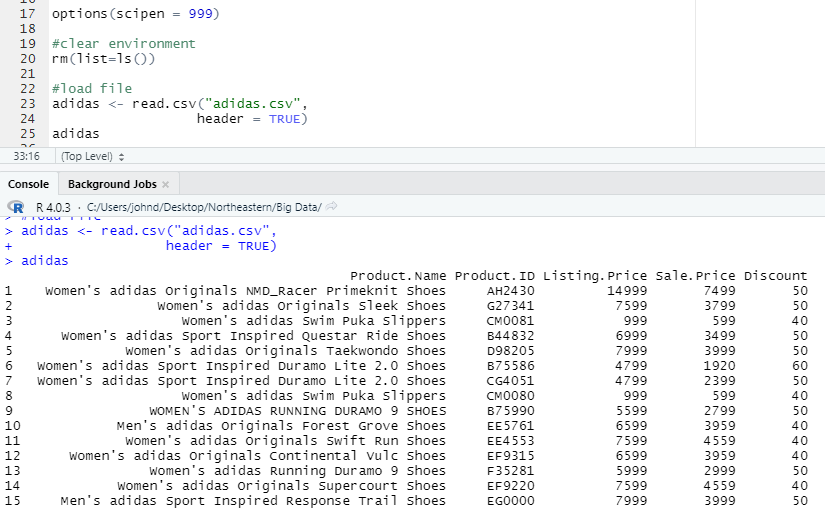 17 options(scipen = 999)
18
19 #clear environment
20 rm(list=ls())
21
22 #load file
23 adidas <- read.csv("adidas.csv",
24 header = TRUE)
25 adidas
33:16 (Top Level)
Console Background Jobs
R 4.0.3 · C:/Users/johnd/Desktop/Northeastern/Big Data/
> adidas <- read.csv("adidas.csv",
+ header = TRUE)
> adidas
Product.Name Product.ID Listing.Price Sale.Price Discount
1 Women's adidas Originals NMD_Racer Primeknit Shoes AH2430 14999 7499 50
2 Women's adidas Originals Sleek Shoes G27341 7599 3799 50
3 Women's adidas Swim Puka Slippers CM0081 999 599 40
4 Women's adidas Sport Inspired Questar Ride Shoes B44832 6999 3499 50
5 Women's adidas Originals Taekwondo Shoes D98205 7999 3999 50
6 Women's adidas Sport Inspired Duramo Lite 2.0 Shoes B75586 4799 1920 60
7 Women's adidas Sport Inspired Duramo Lite 2.0 Shoes CG4051 4799 2399 50
8 Women's adidas Swim Puka Slippers CM0080 999 599 40
9 WOMEN'S ADIDAS RUNNING DURAMO 9 SHOES B75990 5599 2799 50
10 Men's adidas Originals Forest Grove Shoes EE5761 6599 3959 40
11 Women's adidas Originals Swift Run Shoes EE4553 7599 4559 40
12 Women's adidas Originals Continental Vulc Shoes EF9315 6599 3959 40
13 Women's adidas Running Duramo 9 Shoes F35281 5999 2999 50
14 Women's adidas Originals Supercourt Shoes EF9220 7599 4559 40
15 Men's adidas Sport Inspired Response Trail Shoes EG0000 7999 3999 50